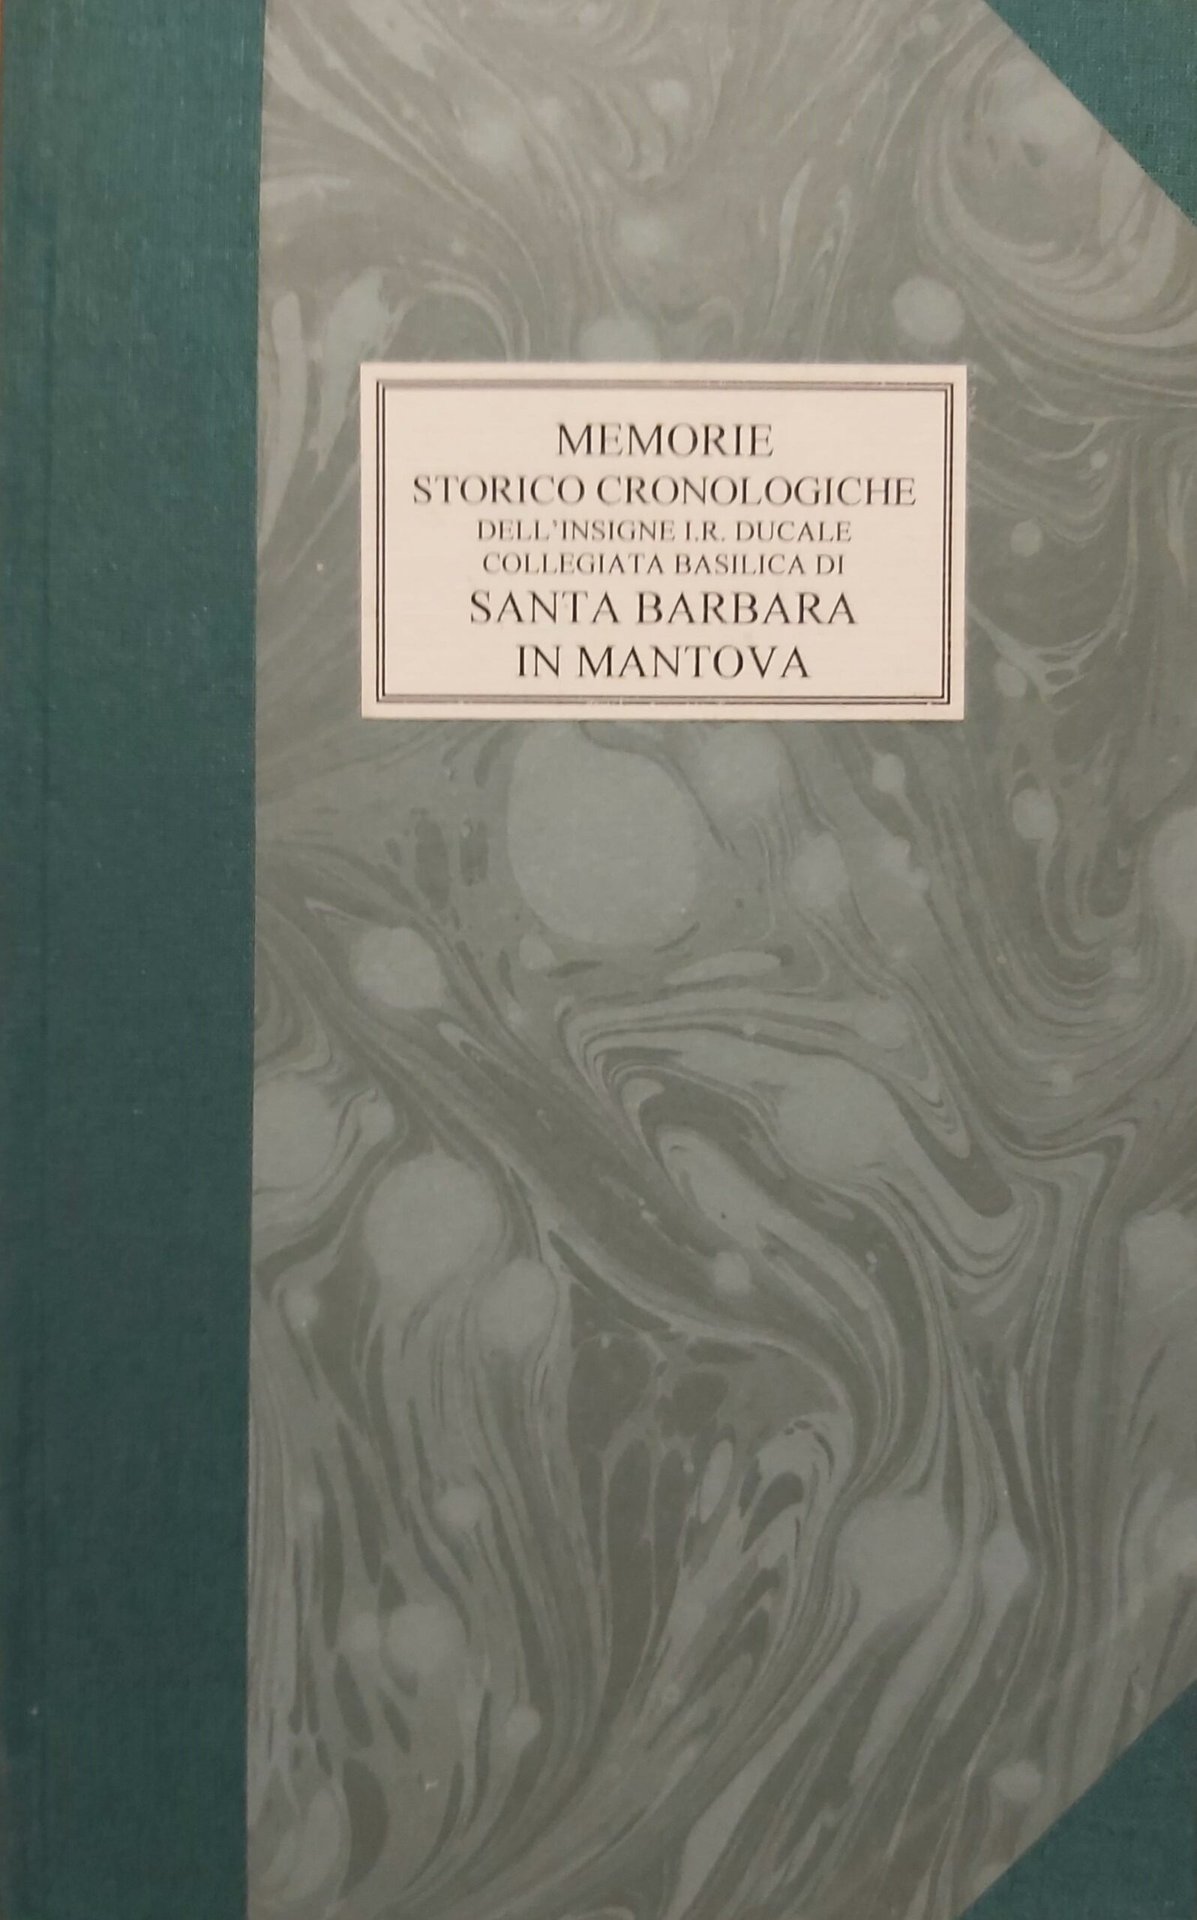 MEMORIE
STORICO CRONOLOGICHE
DELL'INSIGNE I.R. DUCALE
COLLEGIATA BASILICA DI
SANTA BARBARA
IN MANTOVA